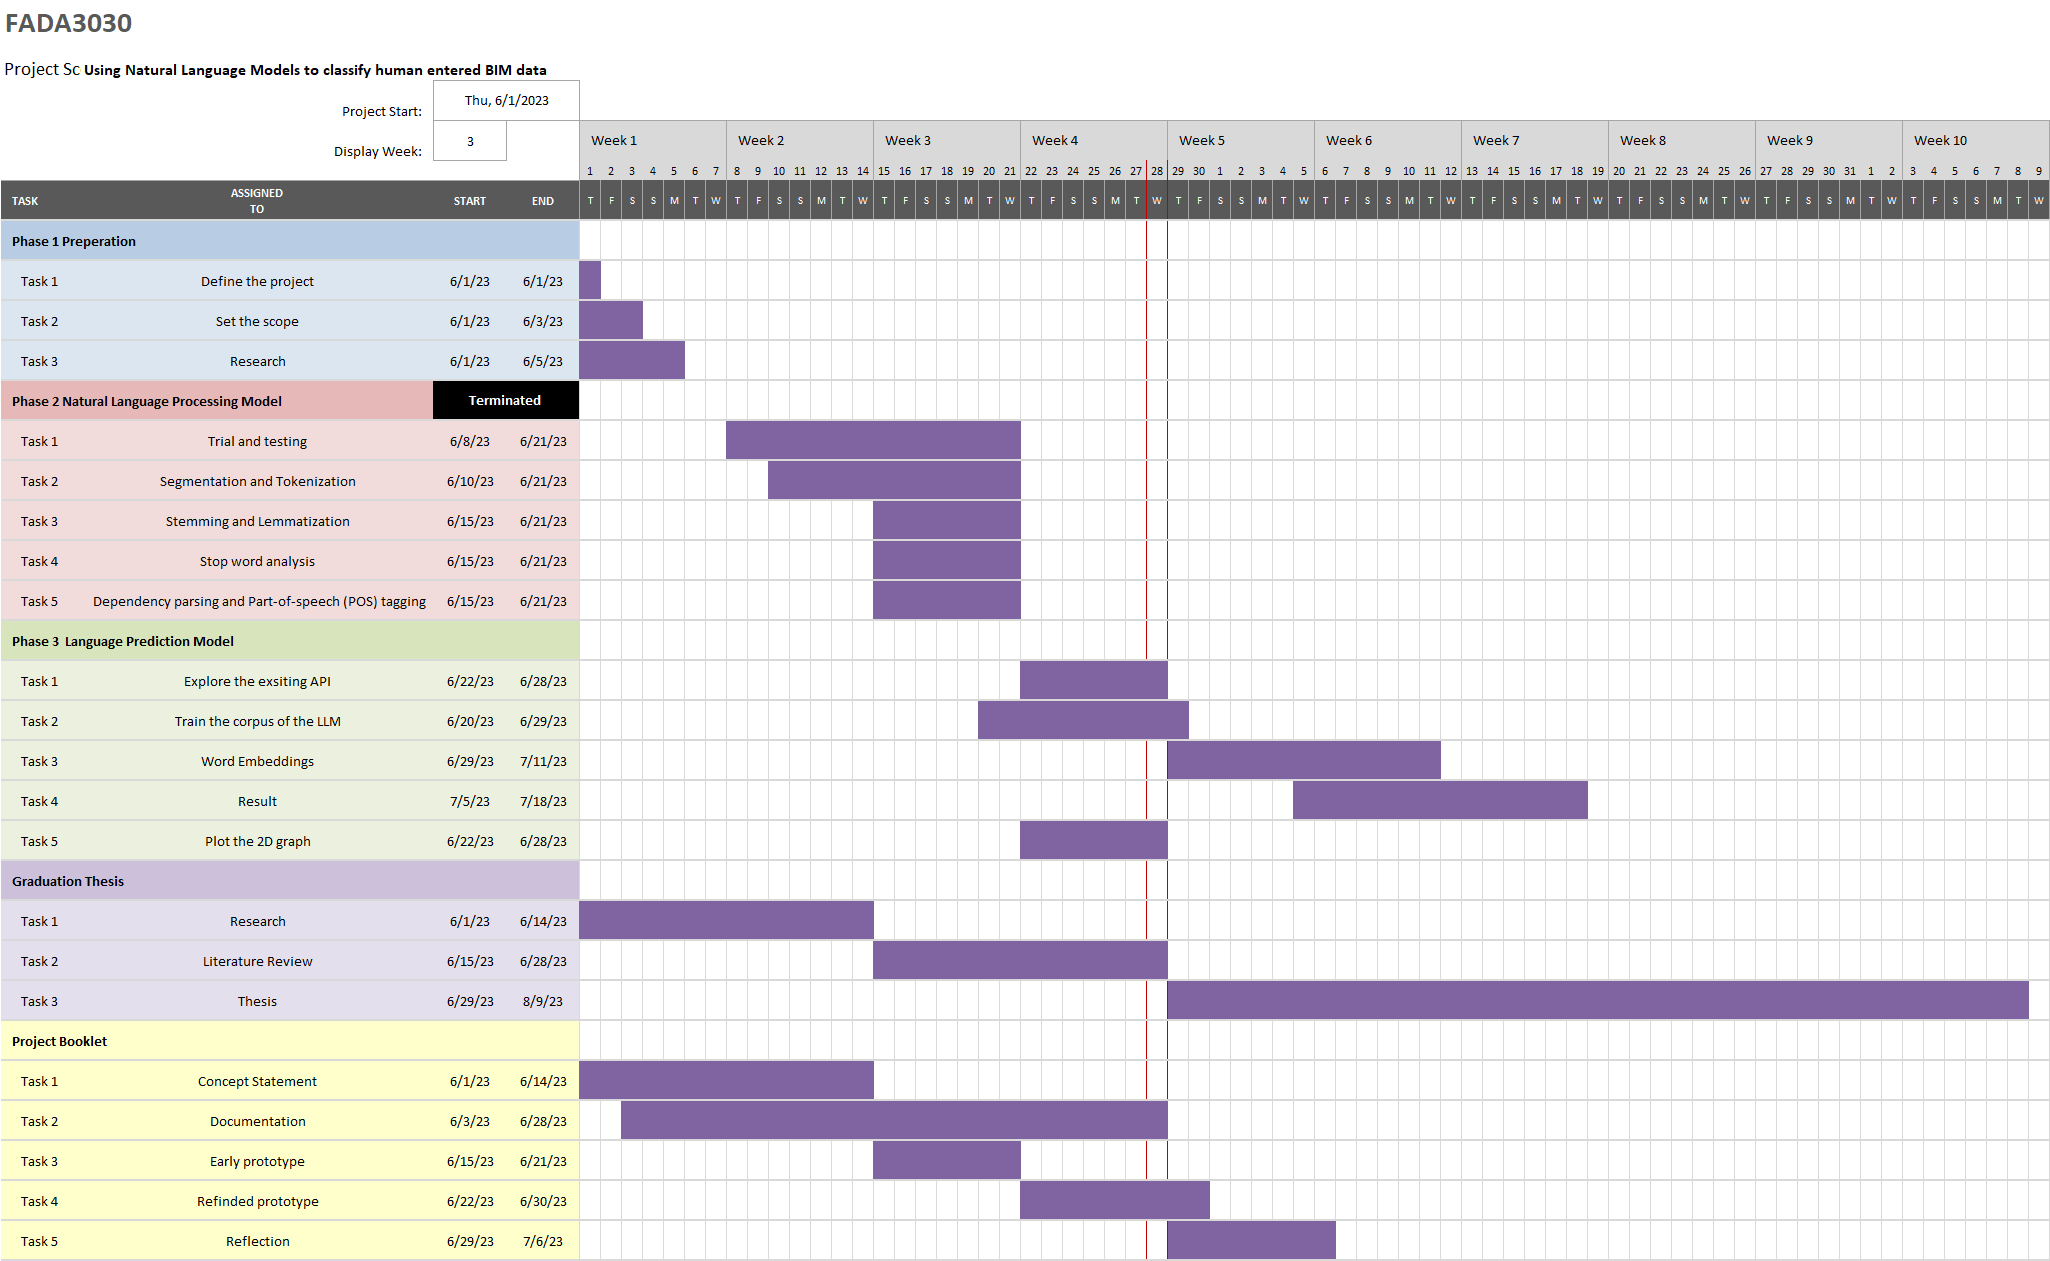 FADA3030
Project Sc Using Natural Language Models to classify human entered BIM data
Project Start: Thu, 6/1/2023
Display Week: 3
Week 1 Week 2 Week 3 Week 4 Week 5 Week 6 Week 7 Week 8 Week 9 Week 10
1 2 3 4 5 6 7 8 9 10 11 12 13 14 15 16 17 18 19 20 21 22 23 24 25 26 27 28 29 30 1 2 3 4 5 6 7 8 9 10 11 12 13 14 15 16 17 18 19 20 21 22 23 24 25 26 27 28 29 30 31 1 2 3 4 5 6 7 8 9
TASK ASSIGNED TO START END T F S S M T W T F S S M T W T F S S M T W T F S S M T W T F S S M T W T F S S M T W T F S S M T W T F S S M T W T F S S M T W T F S S M T W
Phase 1 Preperation
Task 1 Define the project 6/1/23 6/1/23
Task 2 Set the scope 6/1/23 6/3/23
Task 3 Research 6/1/23 6/5/23
Phase 2 Natural Language Processing Model Terminated
Task 1 Trial and testing 6/8/23 6/21/23
Task 2 Segmentation and Tokenization 6/10/23 6/21/23
Task 3 Stemming and Lemmatization 6/15/23 6/21/23
Task 4 Stop word analysis 6/15/23 6/21/23
Task 5 Dependency parsing and Part-of-speech (POS) tagging 6/15/23 6/21/23
Phase 3 Language Prediction Model
Task 1 Explore the exsiting API 6/22/23 6/28/23
Task 2 Train the corpus of the LLM 6/20/23 6/29/23
Task 3 Word Embeddings 6/29/23 7/11/23
Task 4 Result 7/5/23 7/18/23
Task 5 Plot the 2D graph 6/22/23 6/28/23
Graduation Thesis
Task 1 Research 6/1/23 6/14/23
Task 2 Literature Review 6/15/23 6/28/23
Task 3 Thesis 6/29/23 8/9/23
Project Booklet
Task 1 Concept Statement 6/1/23 6/14/23
Task 2 Documentation 6/3/23 6/28/23
Task 3 Early prototype 6/15/23 6/21/23
Task 4 Refinded prototype 6/22/23 6/30/23
Task 5 Reflection 6/29/23 7/6/23